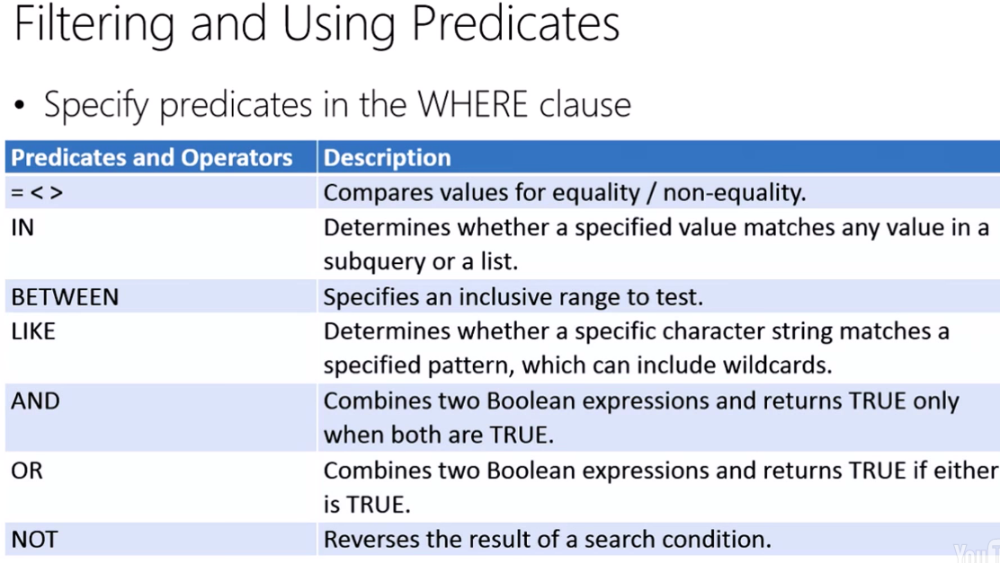 Filtering and Using Predicates
• Specify predicates in the WHERE clause
Predicates and Operators Description
= < > Compares values for equality / non-equality.
IN Determines whether a specified value matches any value in a
subquery or a list.
BETWEEN Specifies an inclusive range to test.
LIKE Determines whether a specific character string matches a
specified pattern, which can include wildcards.
AND Combines two Boolean expressions and returns TRUE only
when both are TRUE.
OR Combines two Boolean expressions and returns TRUE if either
is TRUE.
NOT Reverses the result of a search condition.